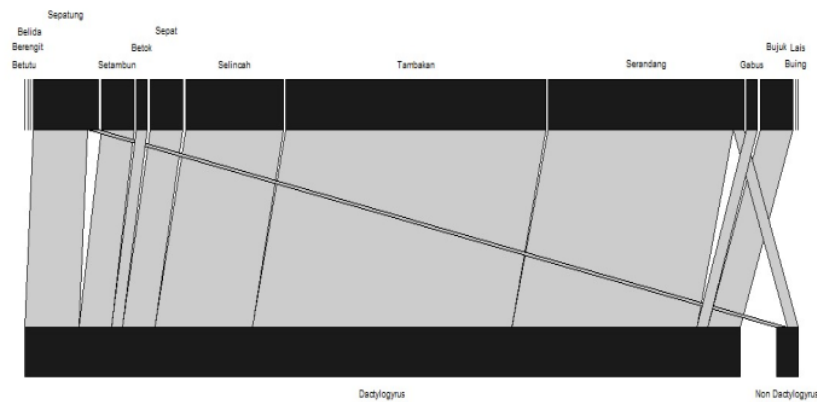 Sepatung
Belida Sepat
Berengit Betok Bujuk Lais
Betutu Setambun Selincah Tambakan Serandang Gabus Buing
Dactylogyrus Non Dactylogyrus